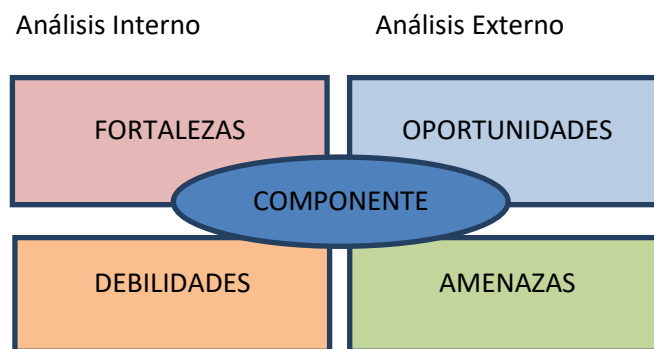 Análisis Interno
Análisis Externo
FORTALEZAS
OPORTUNIDADES
COMPONENTE
DEBILIDADES
AMENAZAS